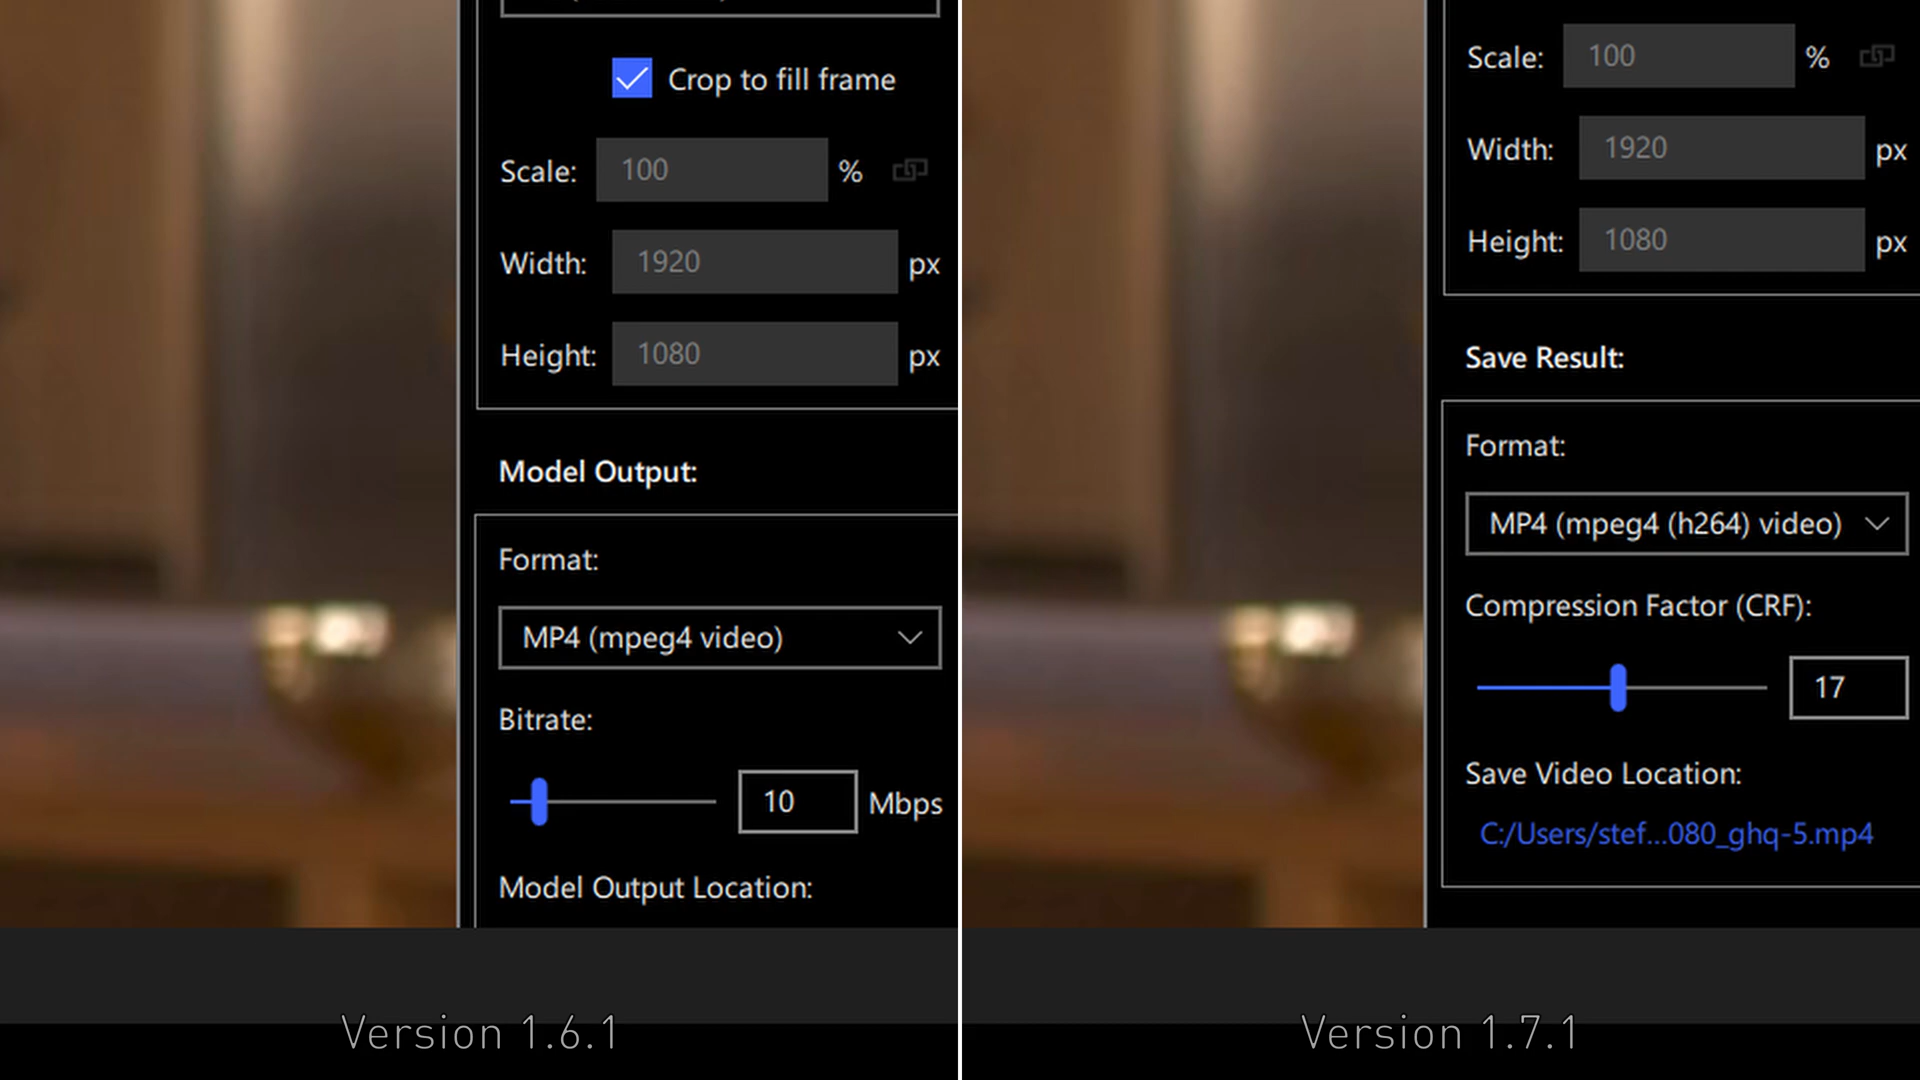 Crop to fill frame
Scale: 100 %
Width: 1920 px
Height: 1080 px
Model Output:
Format:
MP4 (mpeg4 video)
Bitrate:
10 Mbps
Model Output Location:
Version 1.6.1
Scale: 100 %
Width: 1920 px
Height: 1080 px
Save Result:
Format:
MP4 (mpeg4 (h264) video)
Compression Factor (CRF):
17
Save Video Location:
C:/Users/stef...080_ghq-5.mp4
Version 1.7.1